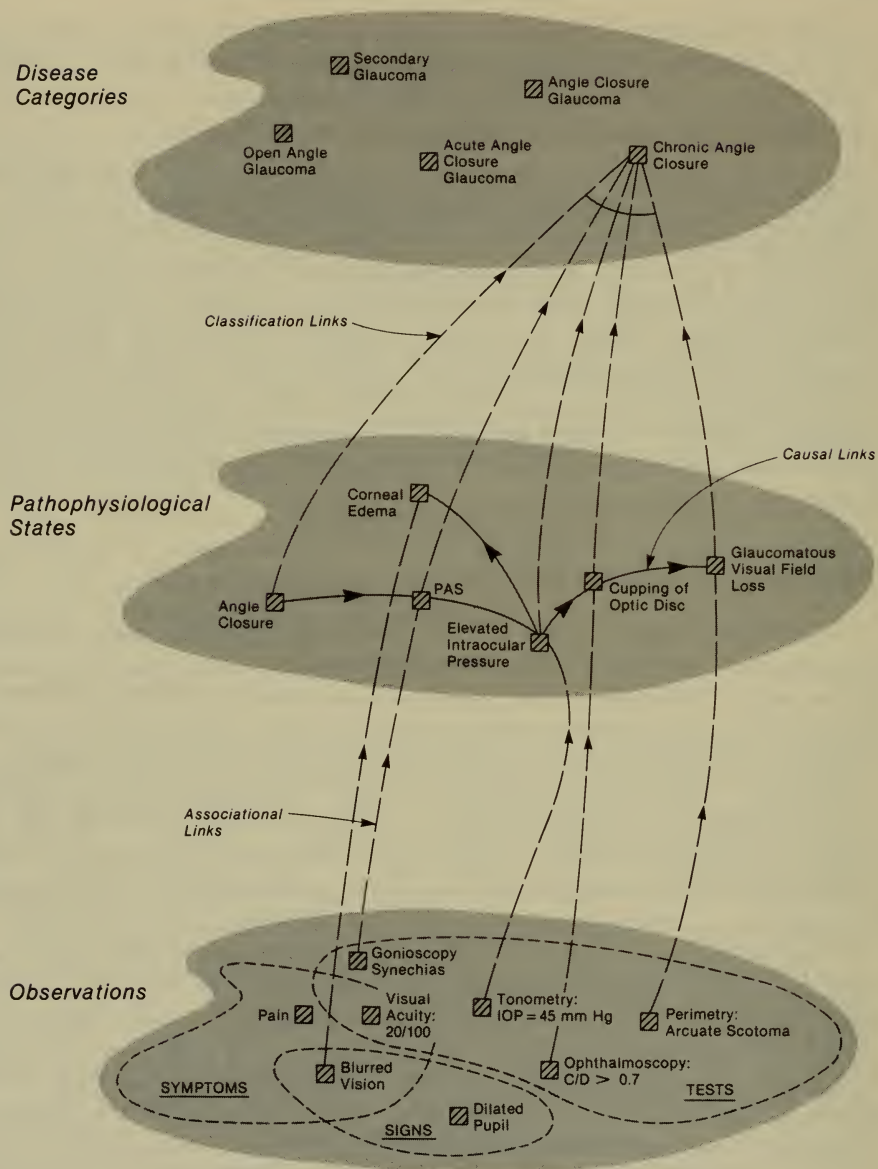 Disease
Categories
Secondary
Glaucoma
Angle Closure
Glaucoma
Open Angle
Glaucoma
Acute Angle
Closure
Glaucoma
Chronic Angle
Closure
Classification Links
Causal Links
Pathophysiological
States
Corneal
Edema
Angle
Closure
PAS
Elevated
Intraocular
Pressure
Cupping of
Optic Disc
Glaucomatous
Visual Field
Loss
Associational
Links
Observations
Gonioscopy
Synechias
Pain
Visual
Acuity:
20/100
Tonometry:
IOP = 45 mm Hg
Perimetry:
Arcuate Scotoma
Blurred
Vision
Ophthalmoscopy:
C/D > 0.7
SYMPTOMS
TESTS
SIGNS
Dilated
Pupil